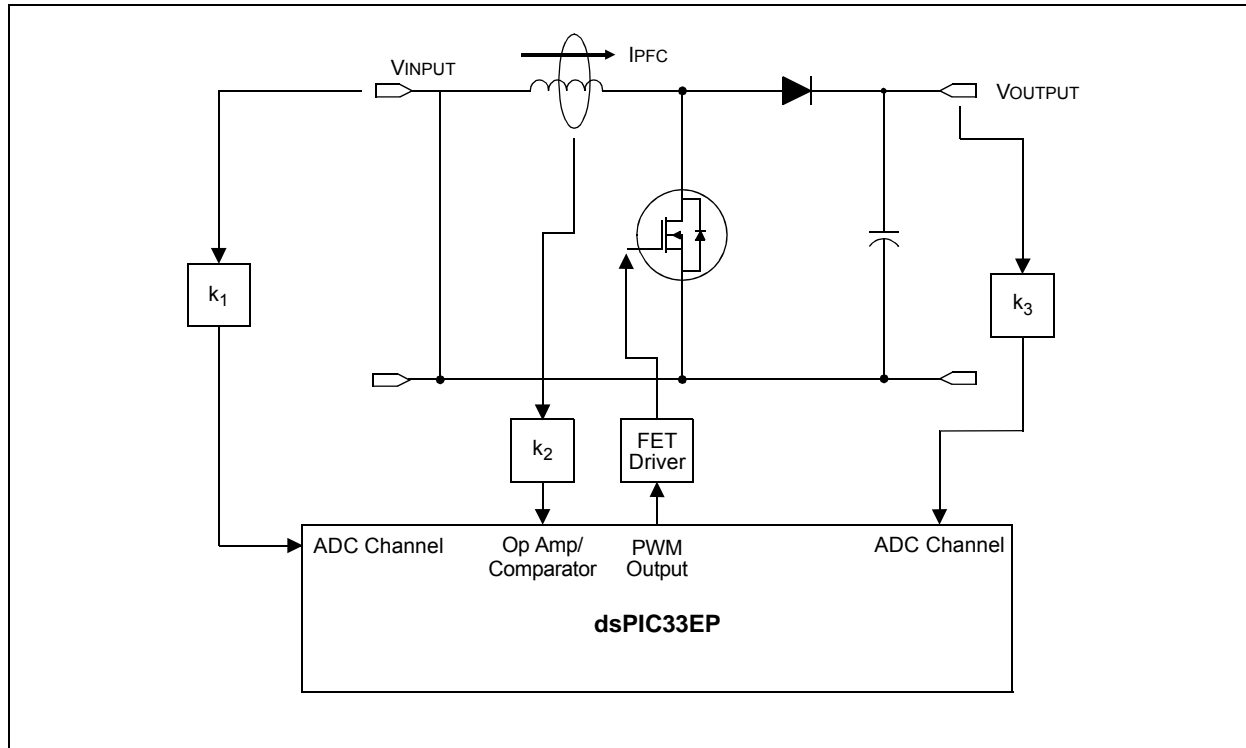 IPFC
VINPUT
VOUTPUT
k1
k3
k2
FET
Driver
ADC Channel
Op Amp/
Comparator
PWM
Output
ADC Channel
dsPIC33EP